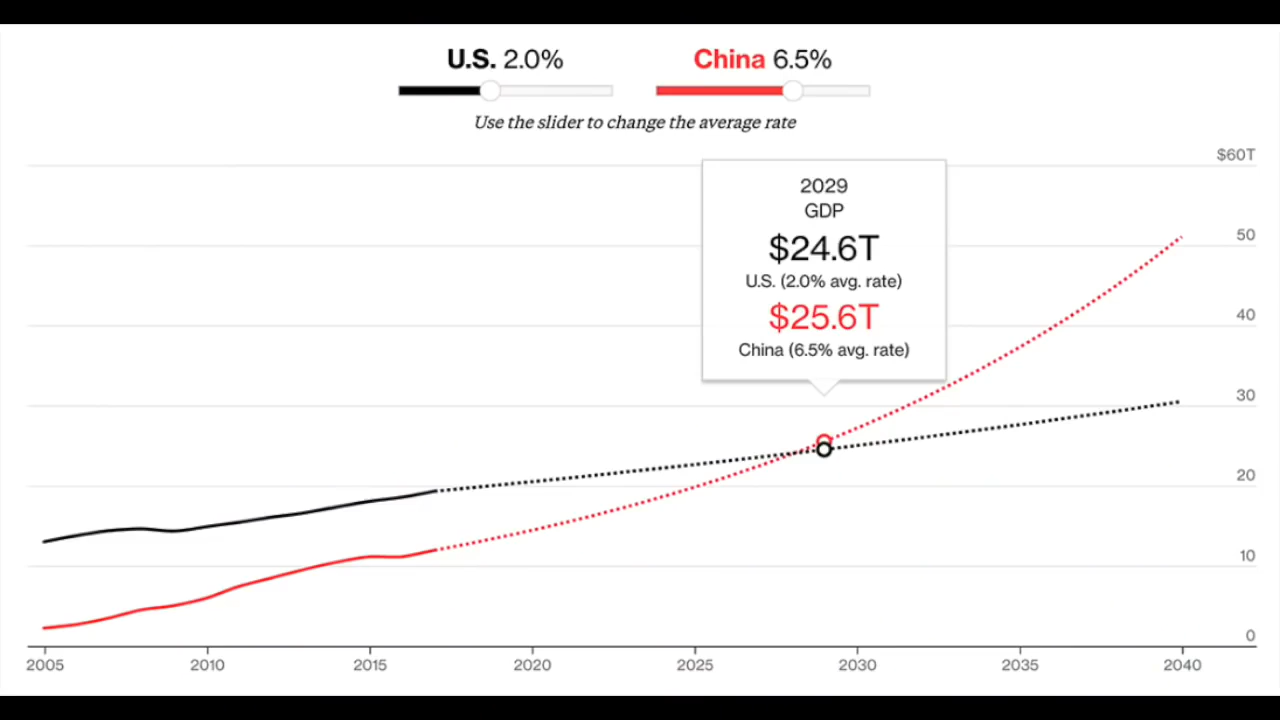 U.S. 2.0%
China 6.5%
Use the slider to change the average rate
$60T
50
40
30
20
10
0
2029
GDP
$24.6T
U.S. (2.0% avg. rate)
$25.6T
China (6.5% avg. rate)
2005
2010
2015
2020
2025
2030
2035
2040